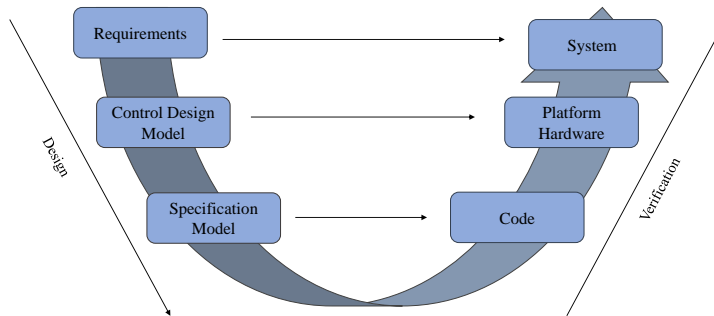 Requirements
System
Control Design
Model
Platform
Hardware
Design
Verification
Specification
Model
Code